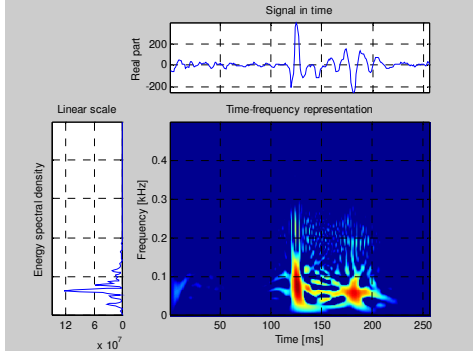 Signal in time
Real part
200
0
-200
Linear scale
Energy spectral density
12 6 0
x 10^7
Time-frequency representation
Frequency [kHz]
0.4
0.3
0.2
0.1
0
50 100 150 200 250
Time [ms]